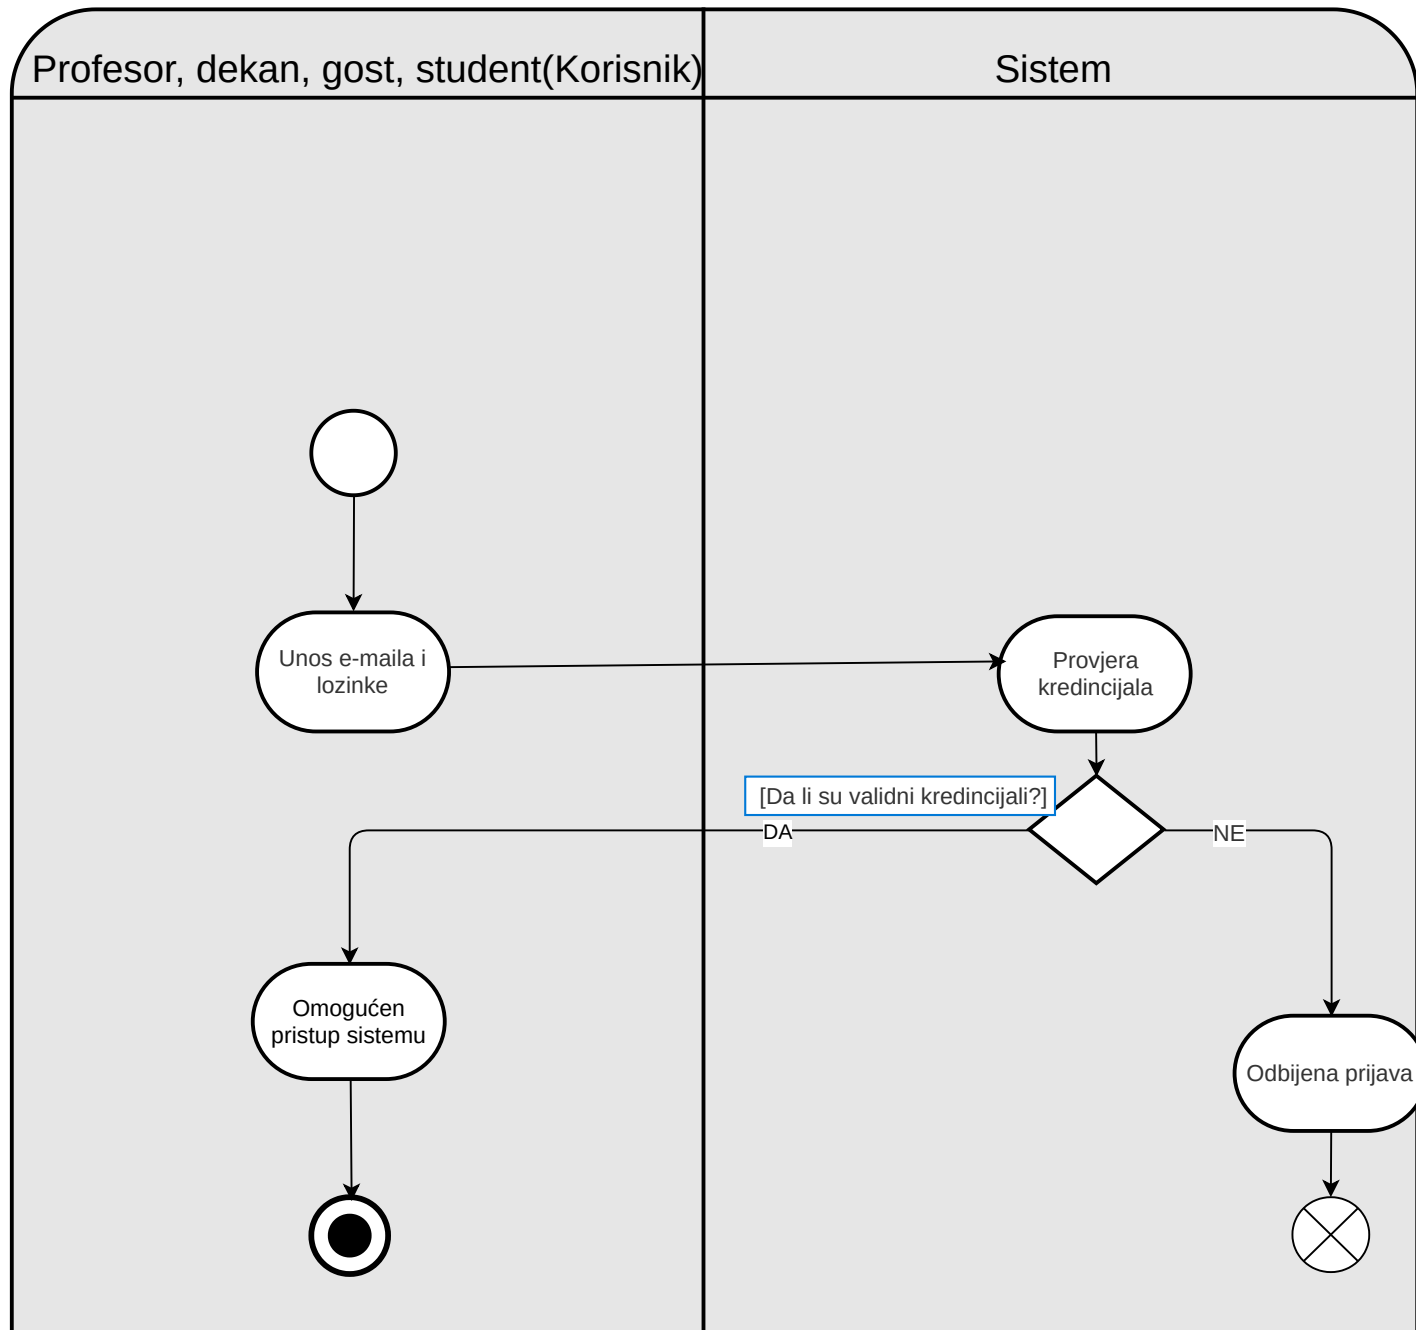 Profesor, dekan, gost, student(Korisnik)
Sistem
Unos e-maila i
lozinke
Provjera
kredincijala
[Da li su validni kredincijali?]
DA
NE
Omogućen
pristup sistemu
Odbijena prijava